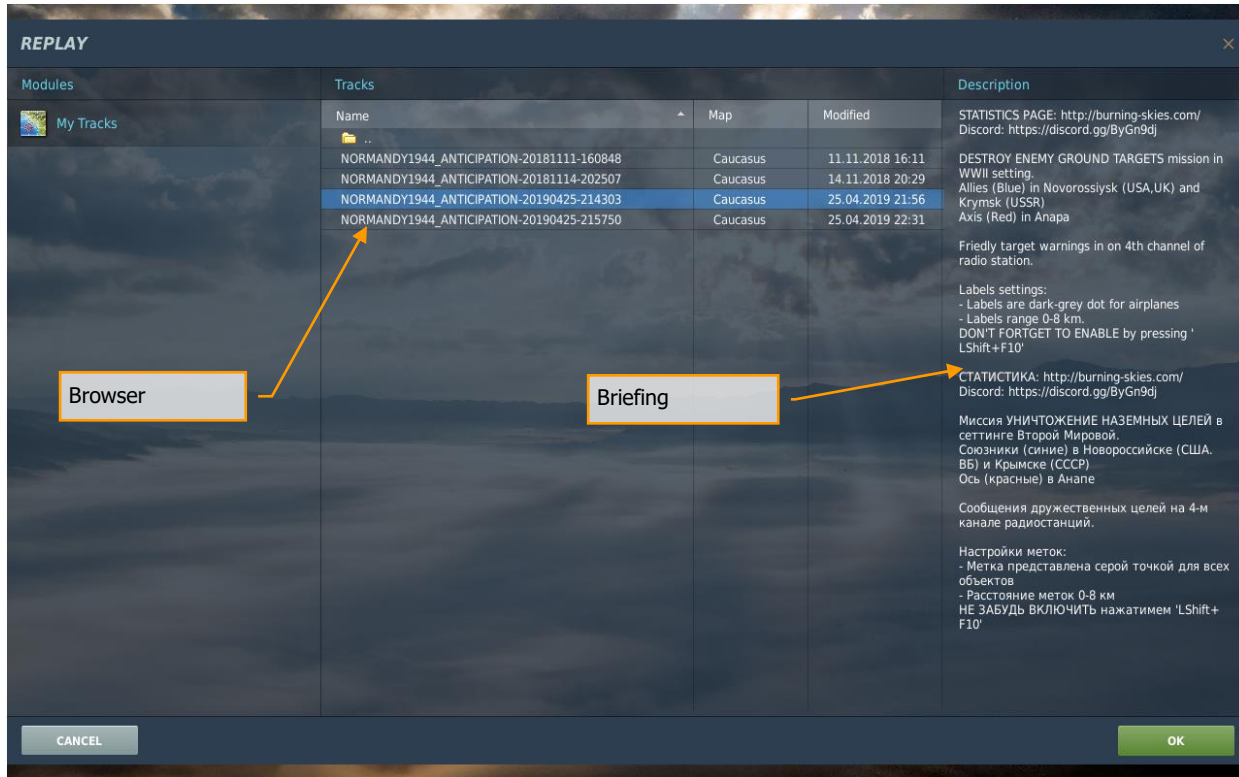 REPLAY
×
Modules
Tracks
Description
My Tracks
Name Map Modified
..
NORMANDY1944_ANTICIPATION-20181111-160848 Caucasus 11.11.2018 16:11
NORMANDY1944_ANTICIPATION-20181114-202507 Caucasus 14.11.2018 20:29
NORMANDY1944_ANTICIPATION-20190425-214303 Caucasus 25.04.2019 21:56
NORMANDY1944_ANTICIPATION-20190425-215750 Caucasus 25.04.2019 22:31
Browser
Briefing
STATISTICS PAGE: http://burning-skies.com/
Discord: https://discord.gg/ByGn9dj
DESTROY ENEMY GROUND TARGETS mission in
WWII setting.
Allies (Blue) in Novorossiysk (USA,UK) and
Krymsk (USSR)
Axis (Red) in Anapa
Friedly target warnings in on 4th channel of
radio station.
Labels settings:
- Labels are dark-grey dot for airplanes
- Labels range 0-8 km.
DON'T FORTGET TO ENABLE by pressing '
LShift+F10'
СТАТИСТИКА: http://burning-skies.com/
Discord: https://discord.gg/ByGn9dj
Миссия УНИЧТОЖЕНИЕ НАЗЕМНЫХ ЦЕЛЕЙ в
сеттинге Второй Мировой.
Союзники (синие) в Новороссийске (США.
ВБ) и Крымске (СССР)
Ось (красные) в Анапе
Сообщения дружественных целей на 4-м
канале радиостанций.
Настройки меток:
- Метка представлена серой точкой для всех
объектов
- Расстояние меток 0-8 км
НЕ ЗАБУДЬ ВКЛЮЧИТЬ нажатимем 'LShift+
F10'
CANCEL
OK